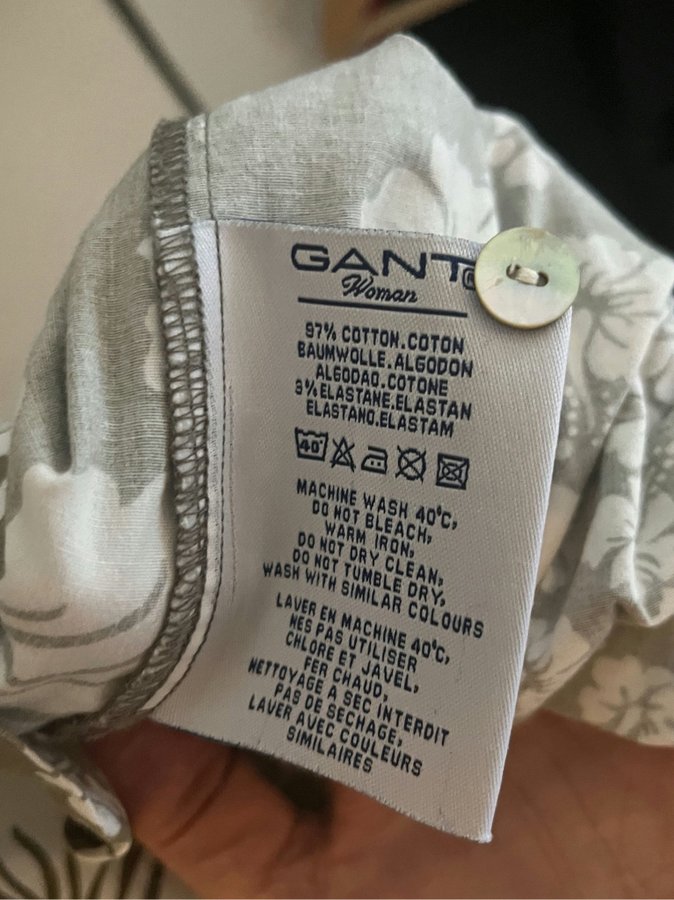 GANT
Woman
97% COTTON.COTON
BAUMWOLLE.ALGODON
ALGODAO.COTONE
3% ELASTANE.ELASTAN
ELASTANO.ELASTAM
40°
MACHINE WASH 40°C,
DO NOT BLEACH,
WARM IRON,
DO NOT DRY CLEAN,
DO NOT TUMBLE DRY,
WASH WITH SIMILAR COLOURS
LAVER EN MACHINE 40°C,
NES PAS UTILISER
CHLORE ET JAVEL,
FER CHAUD,
NETTOYAGE A SEC INTERDIT
PAS DE SECHAGE,
LAVER AVEC COULEURS
SIMILAIRES